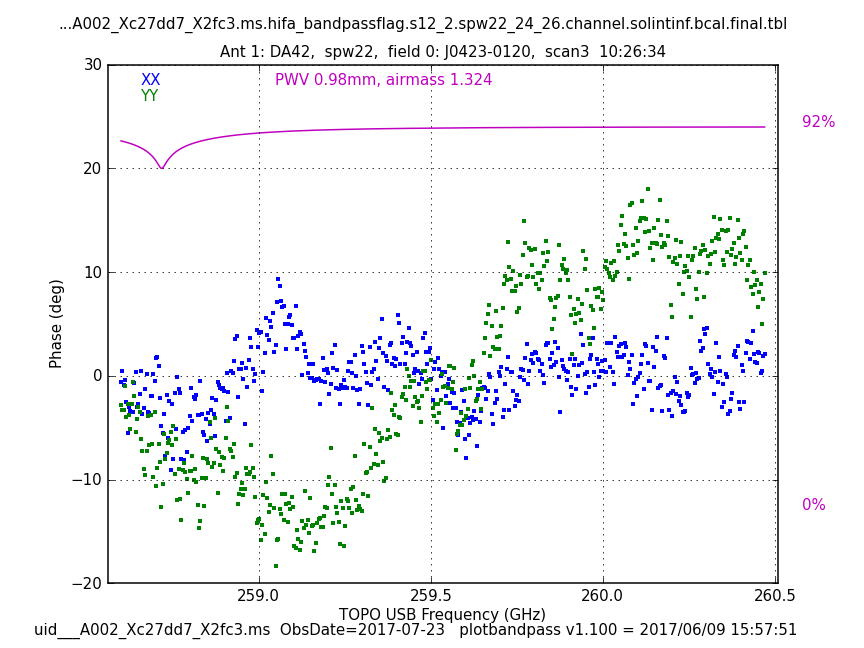 ...A002_Xc27dd7_X2fc3.ms.hifa_bandpassflag.s12_2.spw22_24_26.channel.solintinf.bcal.final.tbl
Ant 1: DA42,  spw22,  field 0: J0423-0120,  scan3  10:26:34
30
XX
PWV 0.98mm, airmass 1.324
YY
92%
20
10
Phase (deg)
0
−10
0%
−20
259.0
259.5
260.0
260.5
TOPO USB Frequency (GHz)
uid___A002_Xc27dd7_X2fc3.ms  ObsDate=2017-07-23   plotbandpass v1.100 = 2017/06/09 15:57:51